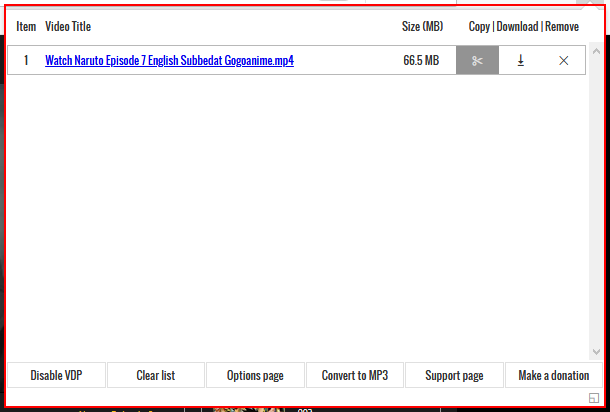 Item Video Title Size (MB) Copy | Download | Remove
1 Watch Naruto Episode 7 English Subbedat Gogoanime.mp4 66.5 MB
Disable VDP Clear list Options page Convert to MP3 Support page Make a donation